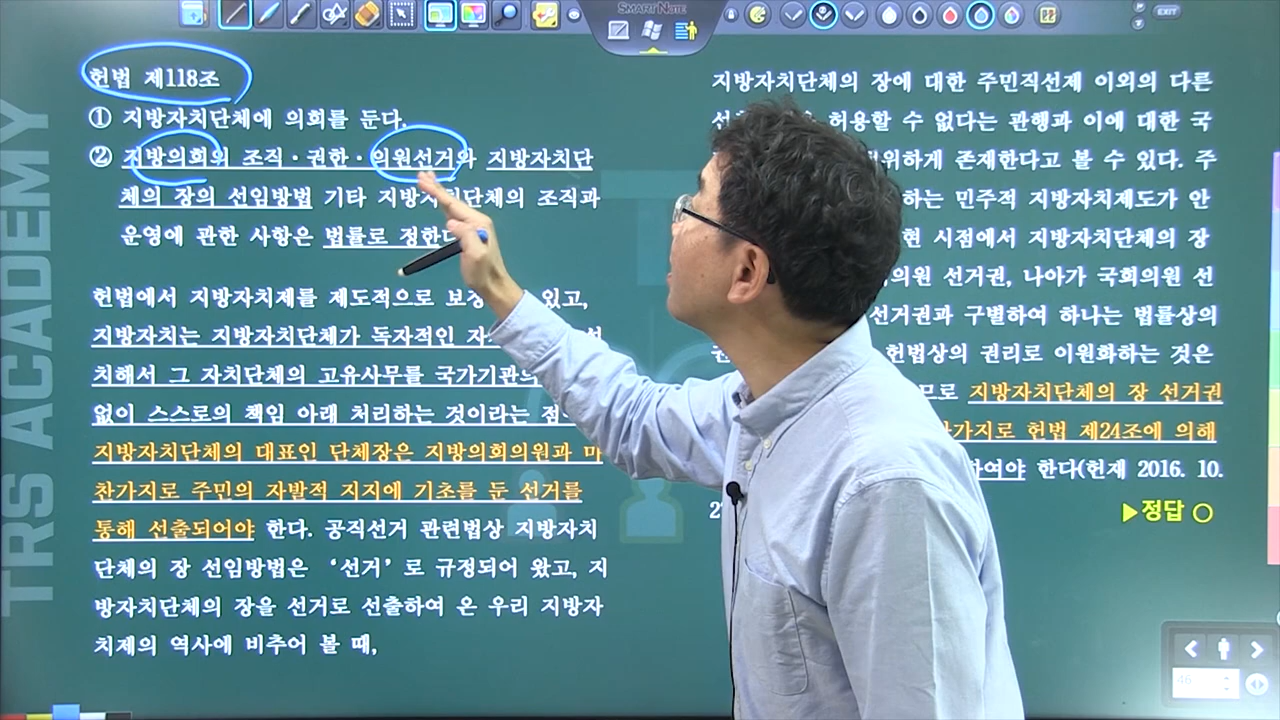 SMARTNOTE
EXIT
TRS ACADEMY
헌법 제118조
① 지방자치단체에 의회를 둔다.
② 지방의회의 조직·권한·의원선거와 지방자치단
체의 장의 선임방법 기타 지방자치단체의 조직과
운영에 관한 사항은 법률로 정한다
헌법에서 지방자치제를 제도적으로 보장 있고,
지방자치는 지방자치단체가 독자적인
치해서 그 자치단체의 고유사무를 국가기관의
없이 스스로의 책임 아래 처리하는 것이라는
지방자치단체의 대표인 단체장은 지방의회의원과 마
찬가지로 주민의 자발적 지지에 기초를 둔 선거를
통해 선출되어야 한다. 공직선거 관련법상 지방자치
단체의 장 선임방법은 ‘선거’로 규정되어 왔고, 지
방자치단체의 장을 선거로 선출하여 온 우리 지방자
치제의 역사에 비추어 볼 때,
지방자치단체의 장에 대한 주민직선제 이외의 다른
허용할 수 없다는 관행과 이에 대한 국
존재한다고 볼 수 있다. 주
하는 민주적 지방자치제도가 안
현 시점에서 지방자치단체의 장
선거권, 나아가 국회의원 선
선거권과 구별하여 하나는 법률상의
헌법상의 권리로 이원화하는 것은
지방자치단체의 장 선거권
헌법 제24조에 의해
한다(헌재 2016. 10.
▶정답 ○